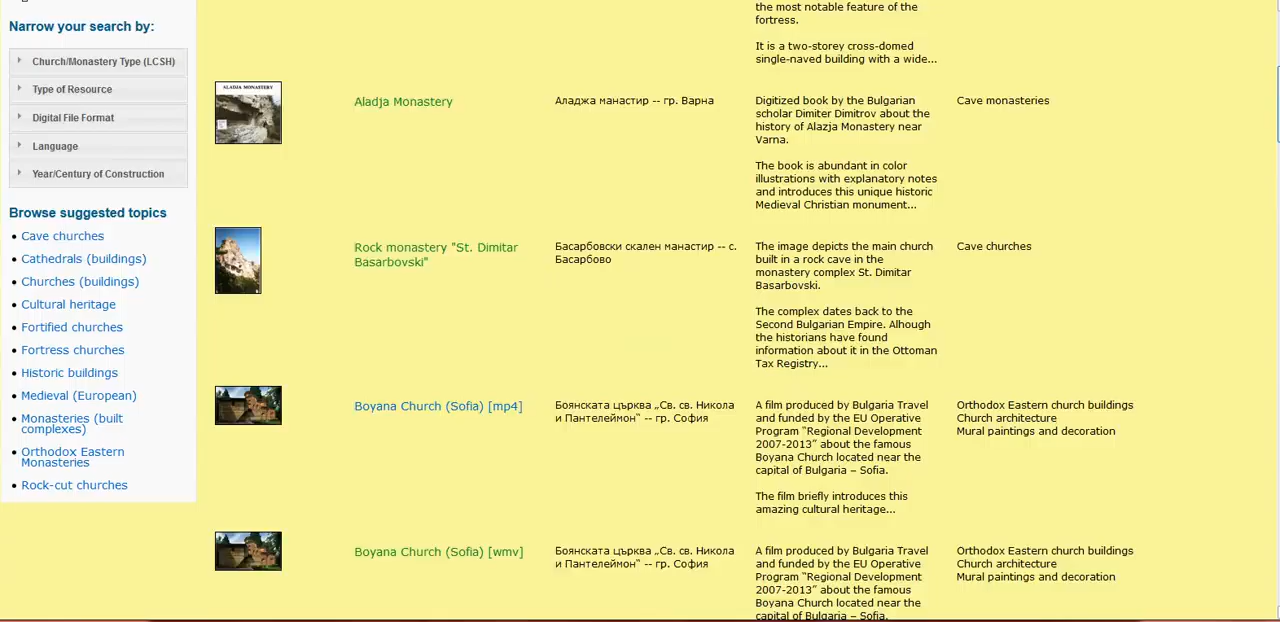 Narrow your search by:
Church/Monastery Type (LCSH)
Type of Resource
Digital File Format
Language
Year/Century of Construction
Browse suggested topics
Cave churches
Cathedrals (buildings)
Churches (buildings)
Cultural heritage
Fortified churches
Fortress churches
Historic buildings
Medieval (European)
Monasteries (built
complexes)
Orthodox Eastern
Monasteries
Rock-cut churches
the most notable feature of the
fortress.
It is a two-storey cross-domed
single-naved building with a wide...
ALADJA MONASTERY
Aladja Monastery
Аладжа манастир -- гр. Варна
Digitized book by the Bulgarian
scholar Dimiter Dimitrov about the
history of Alazja Monastery near
Varna.
The book is abundant in color
illustrations with explanatory notes
and introduces this unique historic
Medieval Christian monument...
Cave monasteries
Rock monastery "St. Dimitar
Basarbovski"
Басарбовски скален манастир -- с.
Басарбово
The image depicts the main church
built in a rock cave in the
monastery complex St. Dimitar
Basarbovski.
The complex dates back to the
Second Bulgarian Empire. Alhough
the historians have found
information about it in the Ottoman
Tax Registry...
Cave churches
Boyana Church (Sofia) [mp4]
Боянската църква „Св. св. Никола
и Пантелеймон“ -- гр. София
A film produced by Bulgaria Travel
and funded by the EU Operative
Program “Regional Development
2007-2013” about the famous
Boyana Church located near the
capital of Bulgaria – Sofia.
The film briefly introduces this
amazing cultural heritage...
Orthodox Eastern church buildings
Church architecture
Mural paintings and decoration
Boyana Church (Sofia) [wmv]
Боянската църква „Св. св. Никола
и Пантелеймон“ -- гр. София
A film produced by Bulgaria Travel
and funded by the EU Operative
Program “Regional Development
2007-2013” about the famous
Boyana Church located near the
capital of Bulgaria – Sofia.
Orthodox Eastern church buildings
Church architecture
Mural paintings and decoration